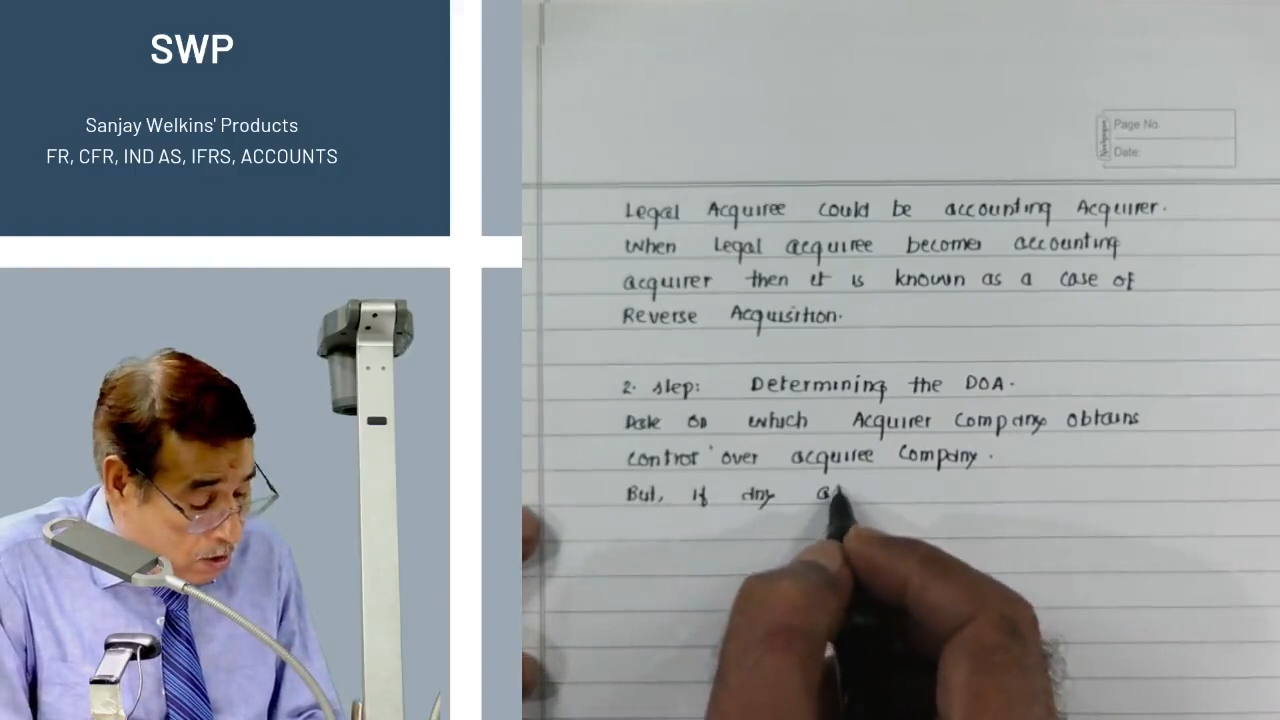 SWP
Sanjay Welkins' Products
FR, CFR, IND AS, IFRS, ACCOUNTS
Page No.
Date:
Legal Acquiree could be accounting Acquirer.
When Legal acquiree becomes accounting
acquirer then it is known as a case of
Reverse Acquisition.
2. step: Determining the DOA.
Date on which Acquirer Company obtains
control over acquiree Company.
But, if any